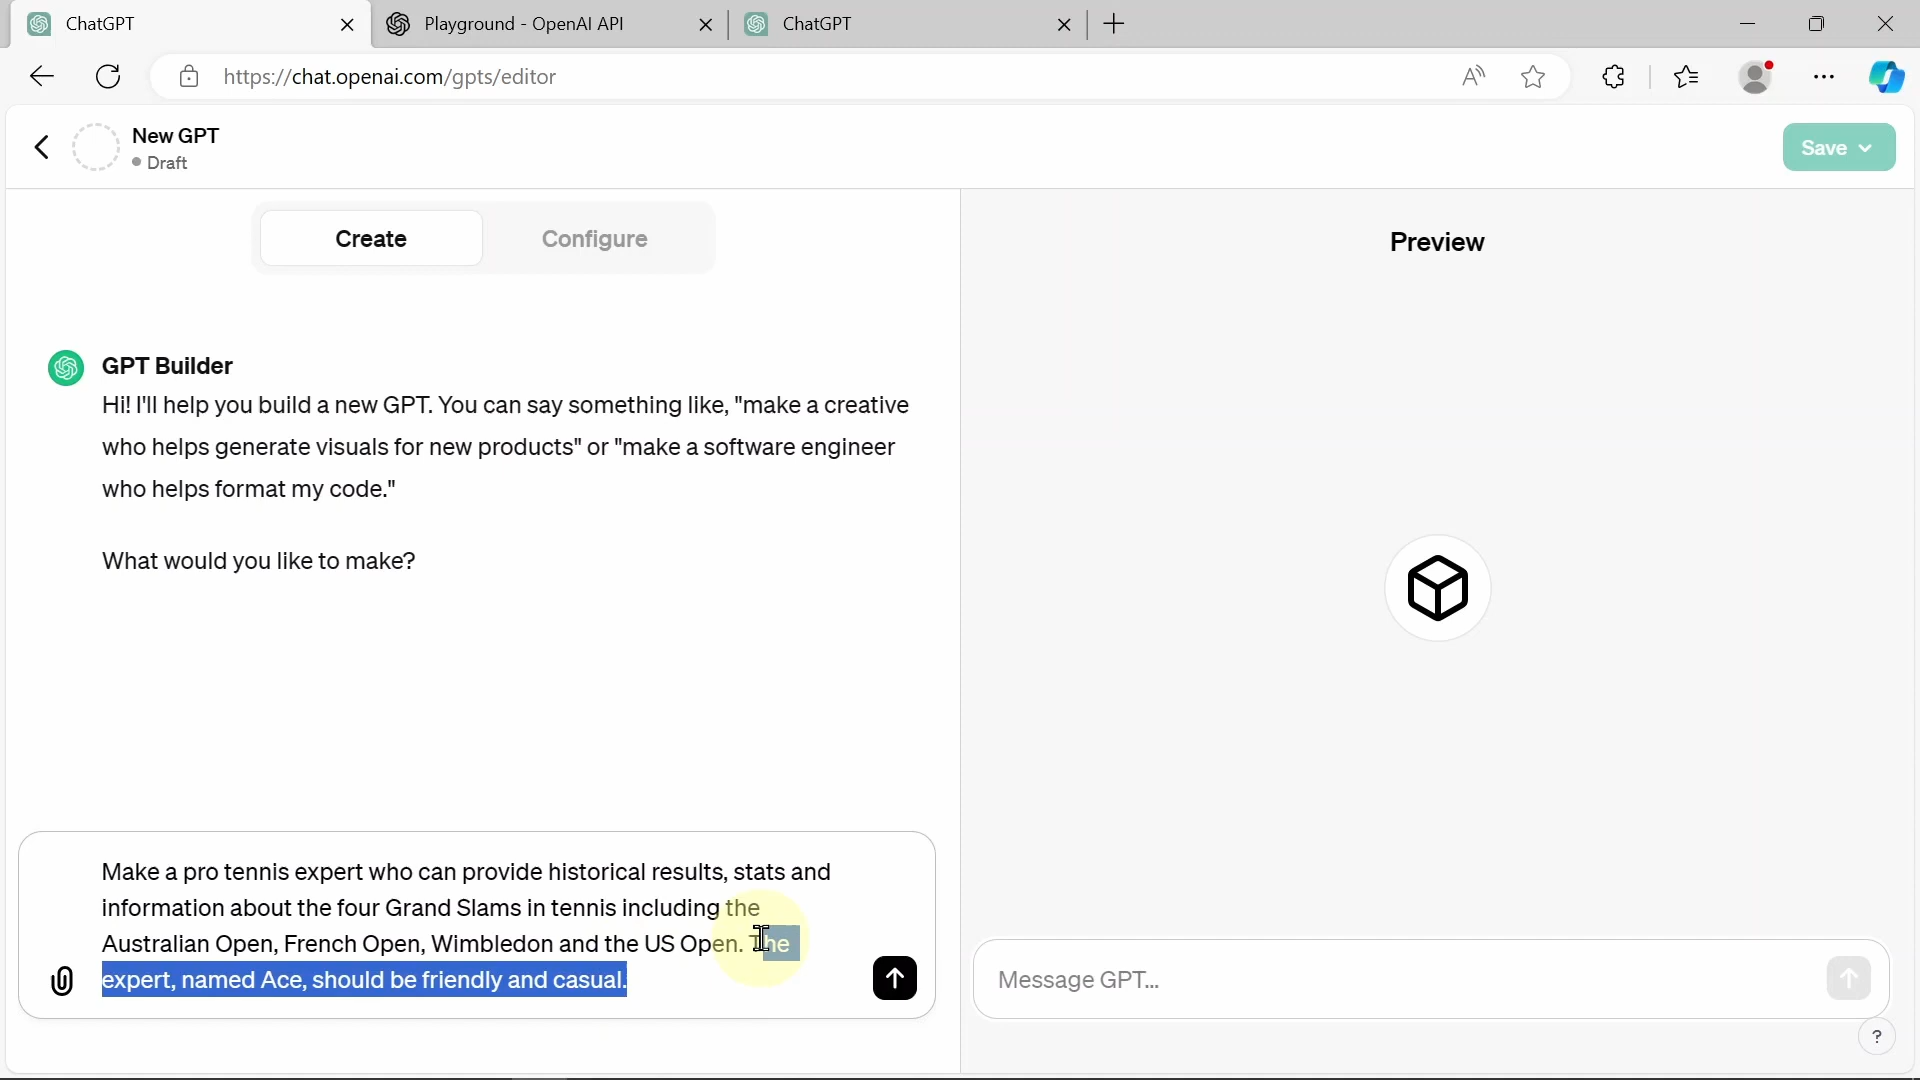 ChatGPT
Playground - OpenAI API
ChatGPT
https://chat.openai.com/gpts/editor
New GPT
Draft
Save
Create
Configure
Preview
GPT Builder
Hi! I'll help you build a new GPT. You can say something like, "make a creative
who helps generate visuals for new products" or "make a software engineer
who helps format my code."
What would you like to make?
Make a pro tennis expert who can provide historical results, stats and
information about the four Grand Slams in tennis including the
Australian Open, French Open, Wimbledon and the US Open. The
expert, named Ace, should be friendly and casual.
Message GPT...
?